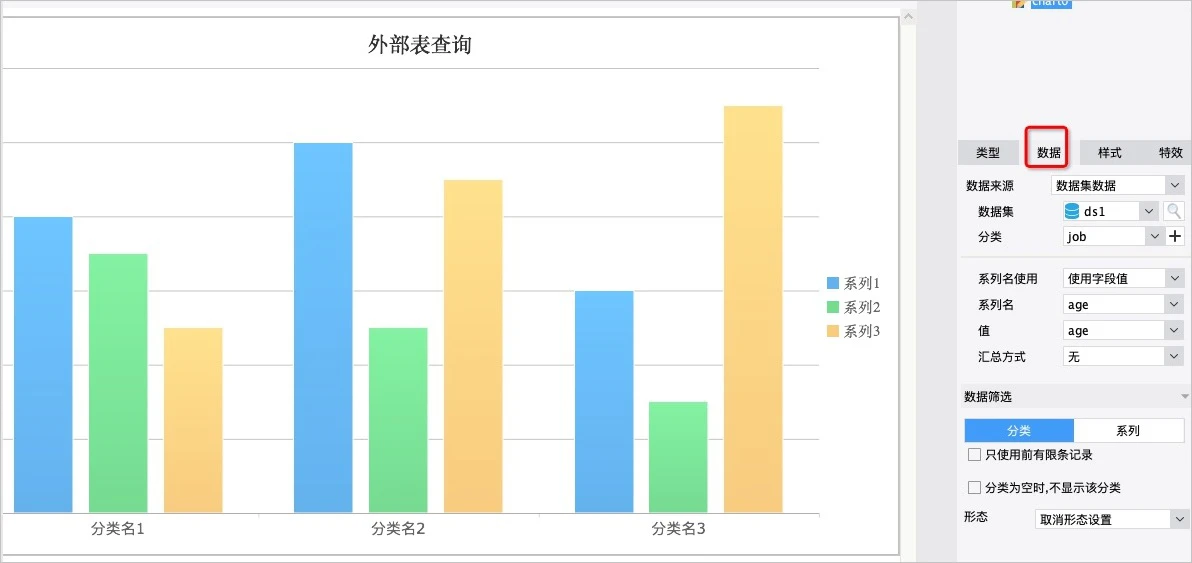 chart0
外部表查询
系列1
系列2
系列3
分类名1 分类名2 分类名3
类型 数据 样式 特效
数据来源 数据集数据
数据集 ds1
分类 job
系列名使用 使用字段值
系列名 age
值 age
汇总方式 无
数据筛选
分类 系列
只使用前有限条记录
分类为空时,不显示该分类
形态 取消形态设置